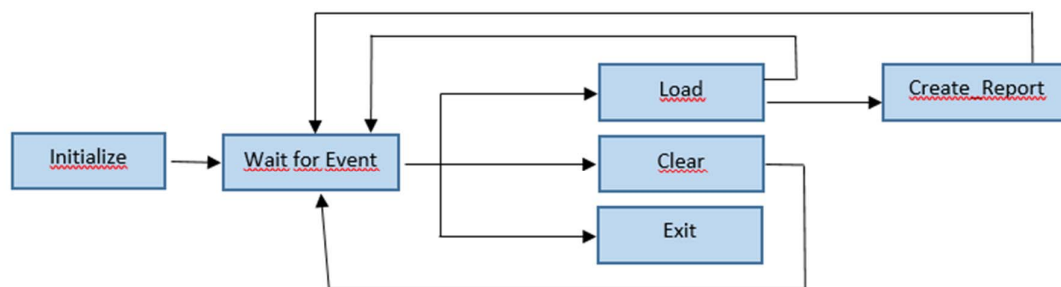 Load
Create_Report
Initialize
Wait for Event
Clear
Exit